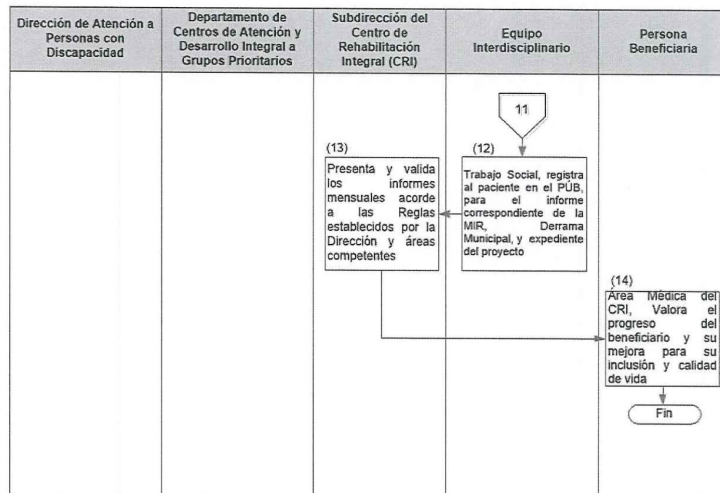 Dirección de Atención a
Personas con
Discapacidad
Departamento de
Centros de Atención y
Desarrollo Integral a
Grupos Prioritarios
Subdirección del
Centro de
Rehabilitación
Integral (CRI)
Equipo
Interdisciplinario
Persona
Beneficiaria
11
(12)
Trabajo Social, registra
al paciente en el PÚB,
para el informe
correspondiente de la
MIR, Derrama
Municipal, y expediente
del proyecto
(13)
Presenta y valida
los informes
mensuales acorde
a las Reglas
establecidos por la
Dirección y áreas
competentes
(14)
Área Médica del
CRI, Valora el
progreso del
beneficiario y su
mejora para su
inclusión y calidad
de vida
Fin